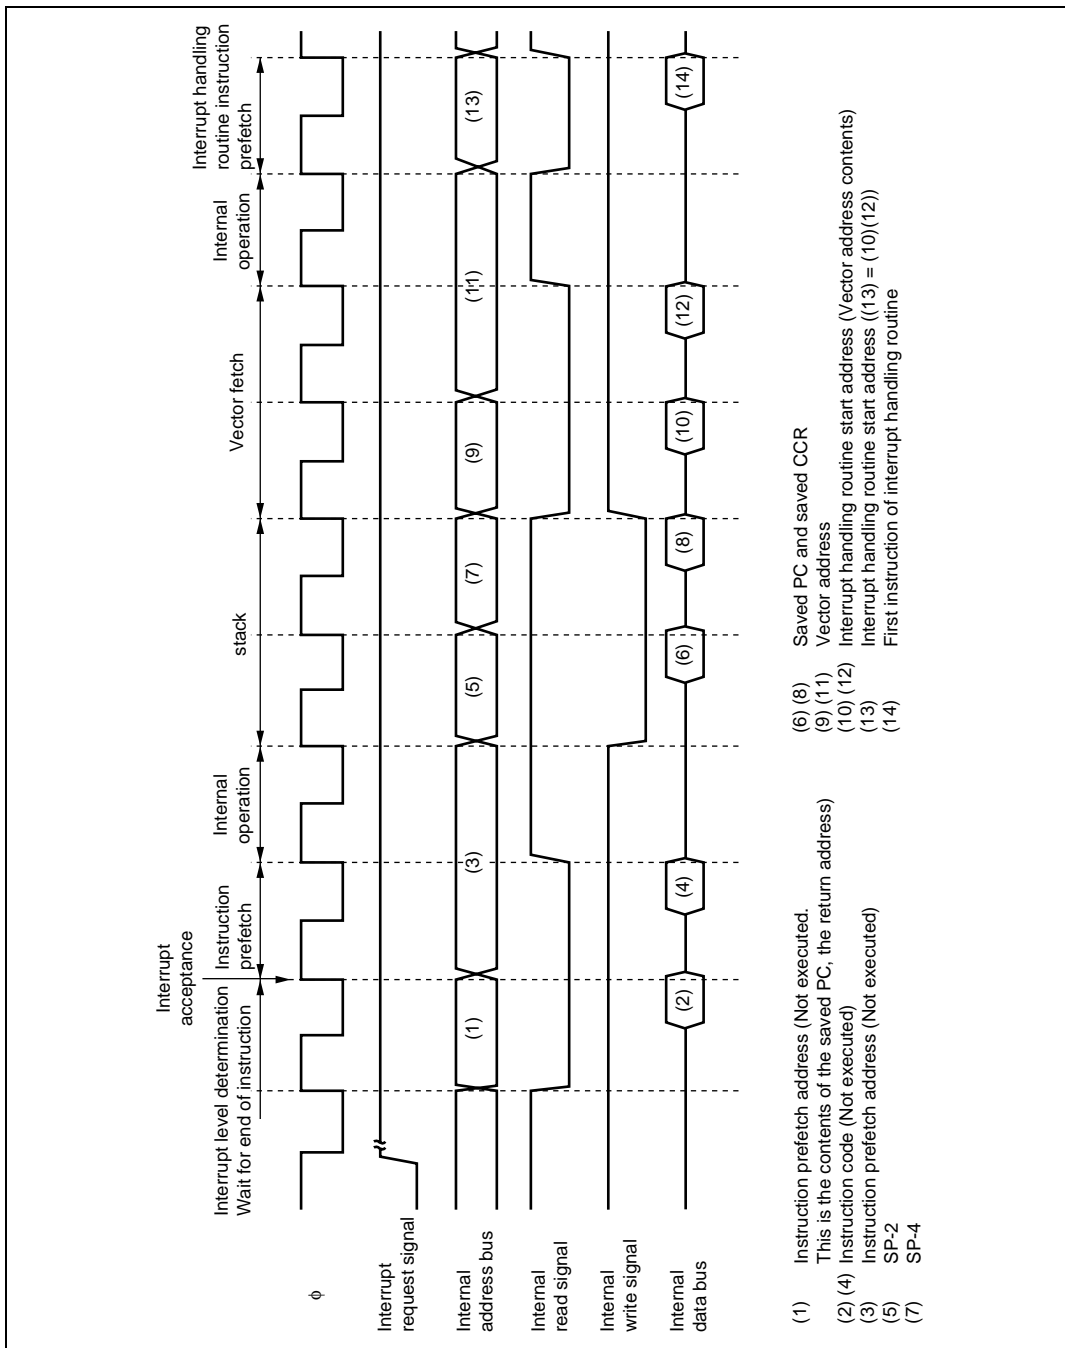 Interrupt
acceptance
Interrupt level determination
Wait for end of instruction
Instruction
prefetch
Internal
operation
stack
Vector fetch
Internal
operation
Interrupt handling
routine instruction
prefetch
φ
Interrupt
request signal
Internal
address bus
(1)
(3)
(5)
(7)
(9)
(11)
(13)
Internal
read signal
Internal
write signal
Internal
data bus
(2)
(4)
(6)
(8)
(10)
(12)
(14)
(1) Instruction prefetch address (Not executed.
This is the contents of the saved PC, the return address)
(2) (4) Instruction code (Not executed)
(3) Instruction prefetch address (Not executed)
(5) SP-2
(7) SP-4
(6) (8) Saved PC and saved CCR
(9) (11) Vector address
(10) (12) Interrupt handling routine start address (Vector address contents)
(13) Interrupt handling routine start address ((13) = (10)(12))
(14) First instruction of interrupt handling routine